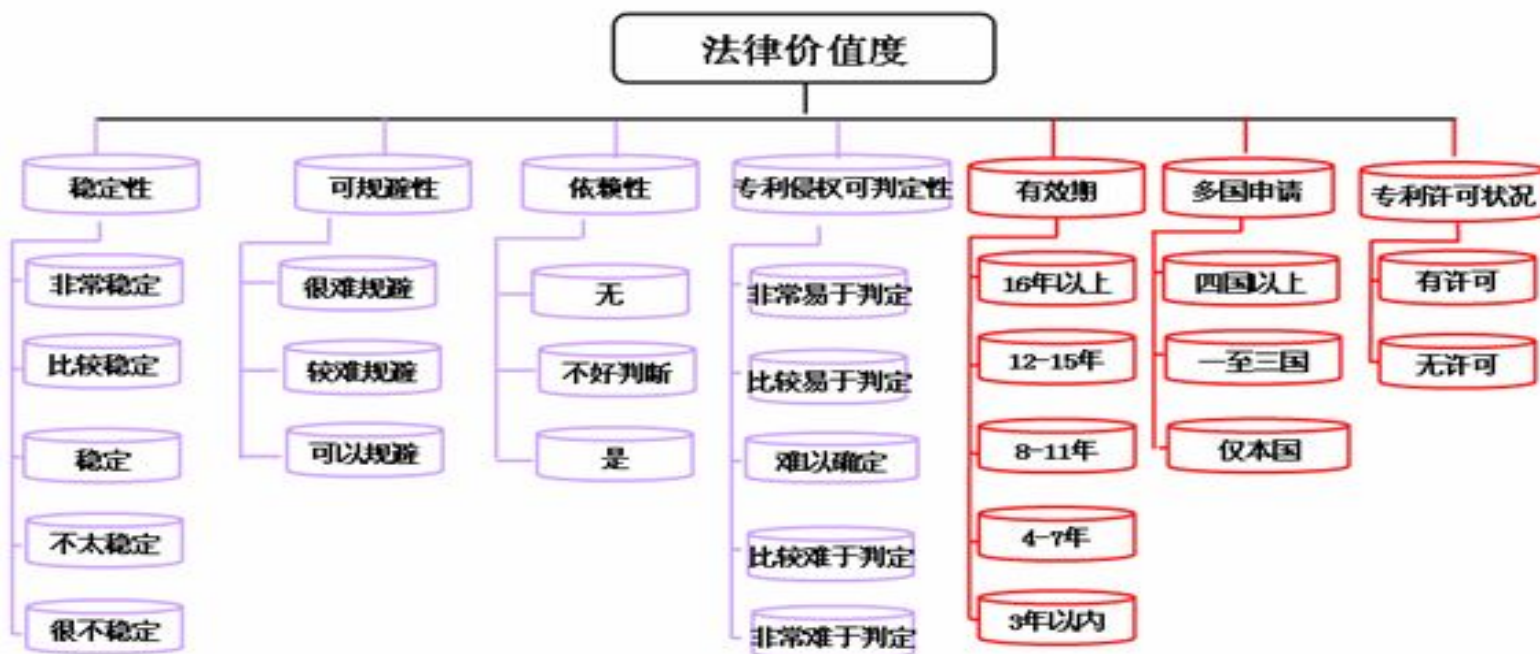 法律价值度
稳定性
可规避性
依赖性
专利侵权可判定性
有效期
多国申请
专利许可状况
非常稳定
比较稳定
稳定
不太稳定
很不稳定
很难规避
较难规避
可以规避
无
不好判断
是
非常易于判定
比较易于判定
难以确定
比较难于判定
非常难于判定
16年以上
12-15年
8-11年
4-7年
3年以内
四国以上
一至三国
仅本国
有许可
无许可